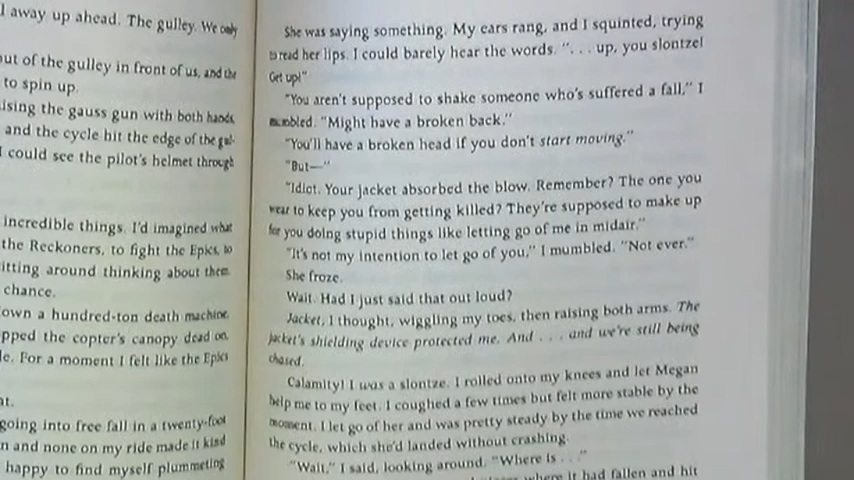 l away up ahead. The gulley. We only
out of the gulley in front of us, and the
to spin up.
ising the gauss gun with both hands,
and the cycle hit the edge of the gul-
I could see the pilot's helmet through
incredible things. I'd imagined what
the Reckoners, to fight the Epics, to
itting around thinking about them.
chance.
own a hundred-ton death machine.
pped the copter's canopy dead on,
le. For a moment I felt like the Epics
at.
going into free fall in a twenty-foot
n and none on my ride made it kind
happy to find myself plummeting
She was saying something. My ears rang, and I squinted, trying
to read her lips. I could barely hear the words. ". . . up, you slontze!
Get up!"
"You aren't supposed to shake someone who's suffered a fall," I
mumbled. "Might have a broken back."
"You'll have a broken head if you don't start moving."
"But—"
"Idiot. Your jacket absorbed the blow. Remember? The one you
wear to keep you from getting killed? They're supposed to make up
for you doing stupid things like letting go of me in midair."
"It's not my intention to let go of you," I mumbled. "Not ever."
She froze.
Wait. Had I just said that out loud?
Jacket, I thought, wiggling my toes, then raising both arms. The
jacket's shielding device protected me. And . . . and we're still being
chased.
Calamity! I was a slontze. I rolled onto my knees and let Megan
help me to my feet. I coughed a few times but felt more stable by the
moment. I let go of her and was pretty steady by the time we reached
the cycle, which she'd landed without crashing.
"Wait," I said, looking around. "Where is . . ."
where it had fallen and hit